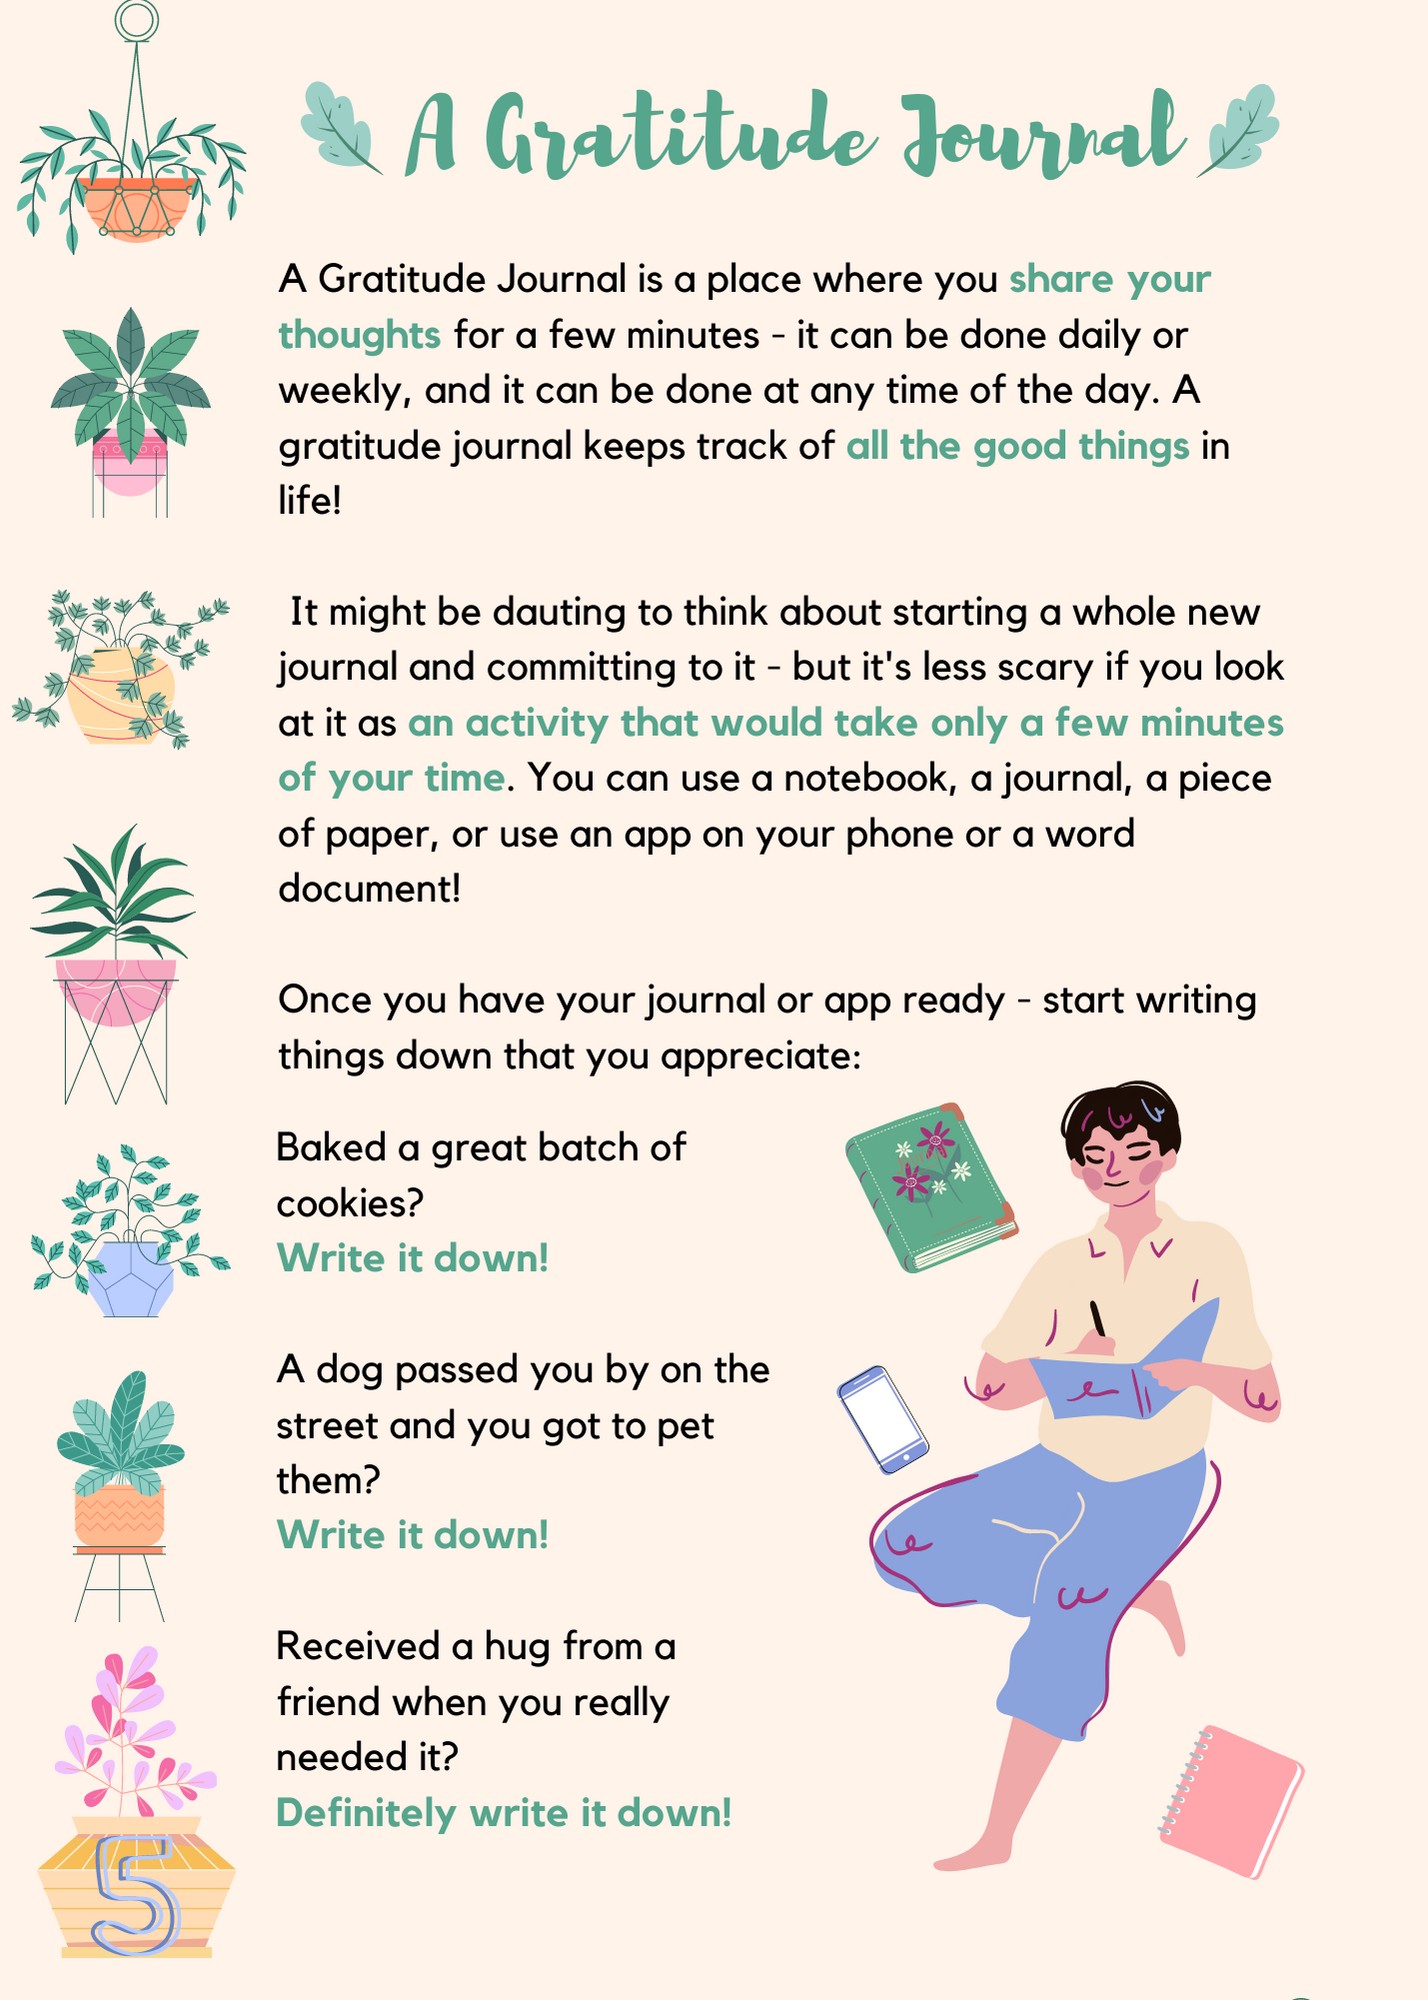 A Gratitude Journal
A Gratitude Journal is a place where you share your
thoughts for a few minutes - it can be done daily or
weekly, and it can be done at any time of the day. A
gratitude journal keeps track of all the good things in
life!
It might be dauting to think about starting a whole new
journal and committing to it - but it's less scary if you look
at it as an activity that would take only a few minutes
of your time. You can use a notebook, a journal, a piece
of paper, or use an app on your phone or a word
document!
Once you have your journal or app ready - start writing
things down that you appreciate:
Baked a great batch of
cookies?
Write it down!
A dog passed you by on the
street and you got to pet
them?
Write it down!
Received a hug from a
friend when you really
needed it?
Definitely write it down!
5